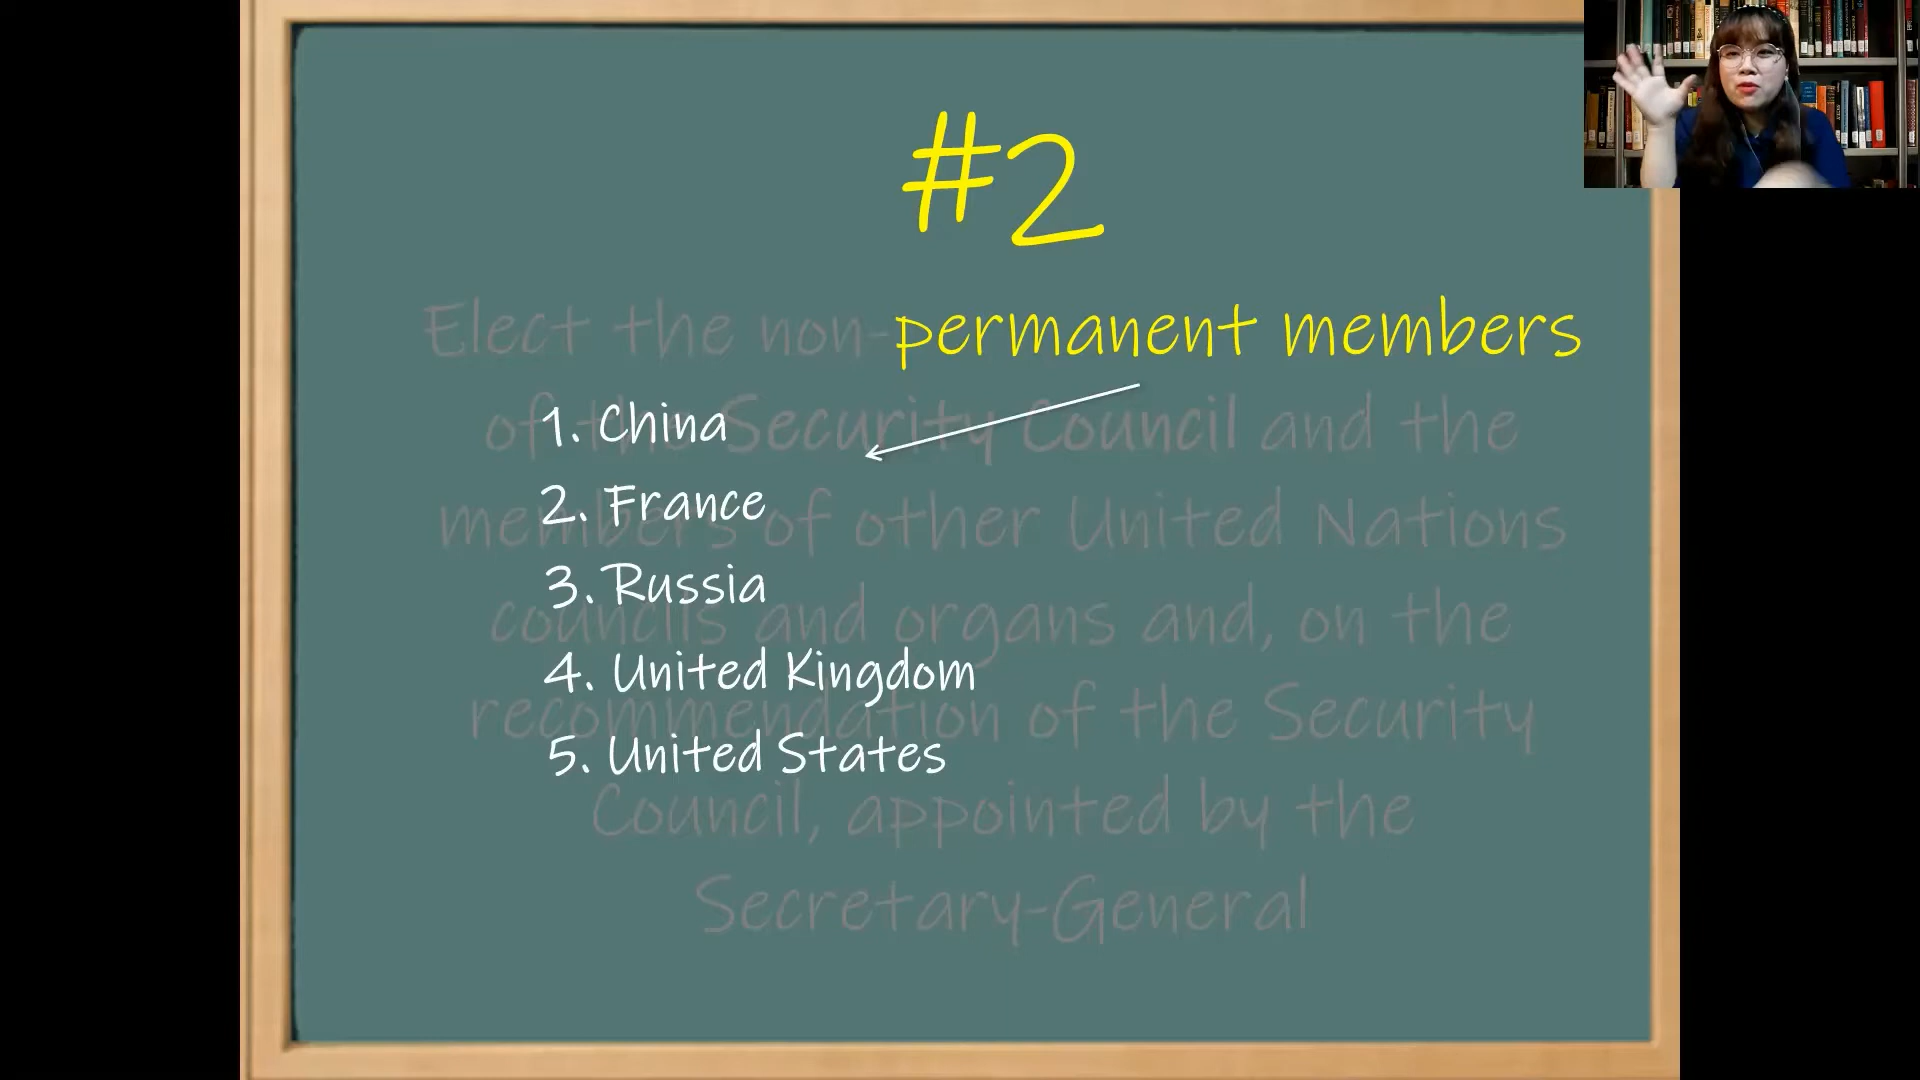 #2
Elect the non-permanent members
of the Security Council and the
members of other United Nations
councils and organs and, on the
recommendation of the Security
Council, appointed by the
Secretary-General
1. China
2. France
3. Russia
4. United Kingdom
5. United States